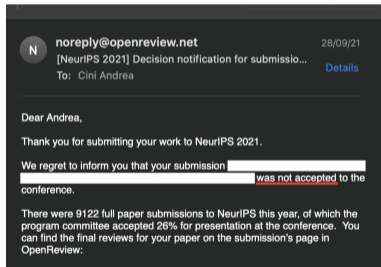 N
noreply@openreview.net
28/09/21
[NeurIPS 2021] Decision notification for submissio...
Details
To: Cini Andrea
Dear Andrea,
Thank you for submitting your work to NeurIPS 2021.
We regret to inform you that your submission
was not accepted to the
conference.
There were 9122 full paper submissions to NeurIPS this year, of which the
program committee accepted 26% for presentation at the conference. You
can find the final reviews for your paper on the submission's page in
OpenReview: